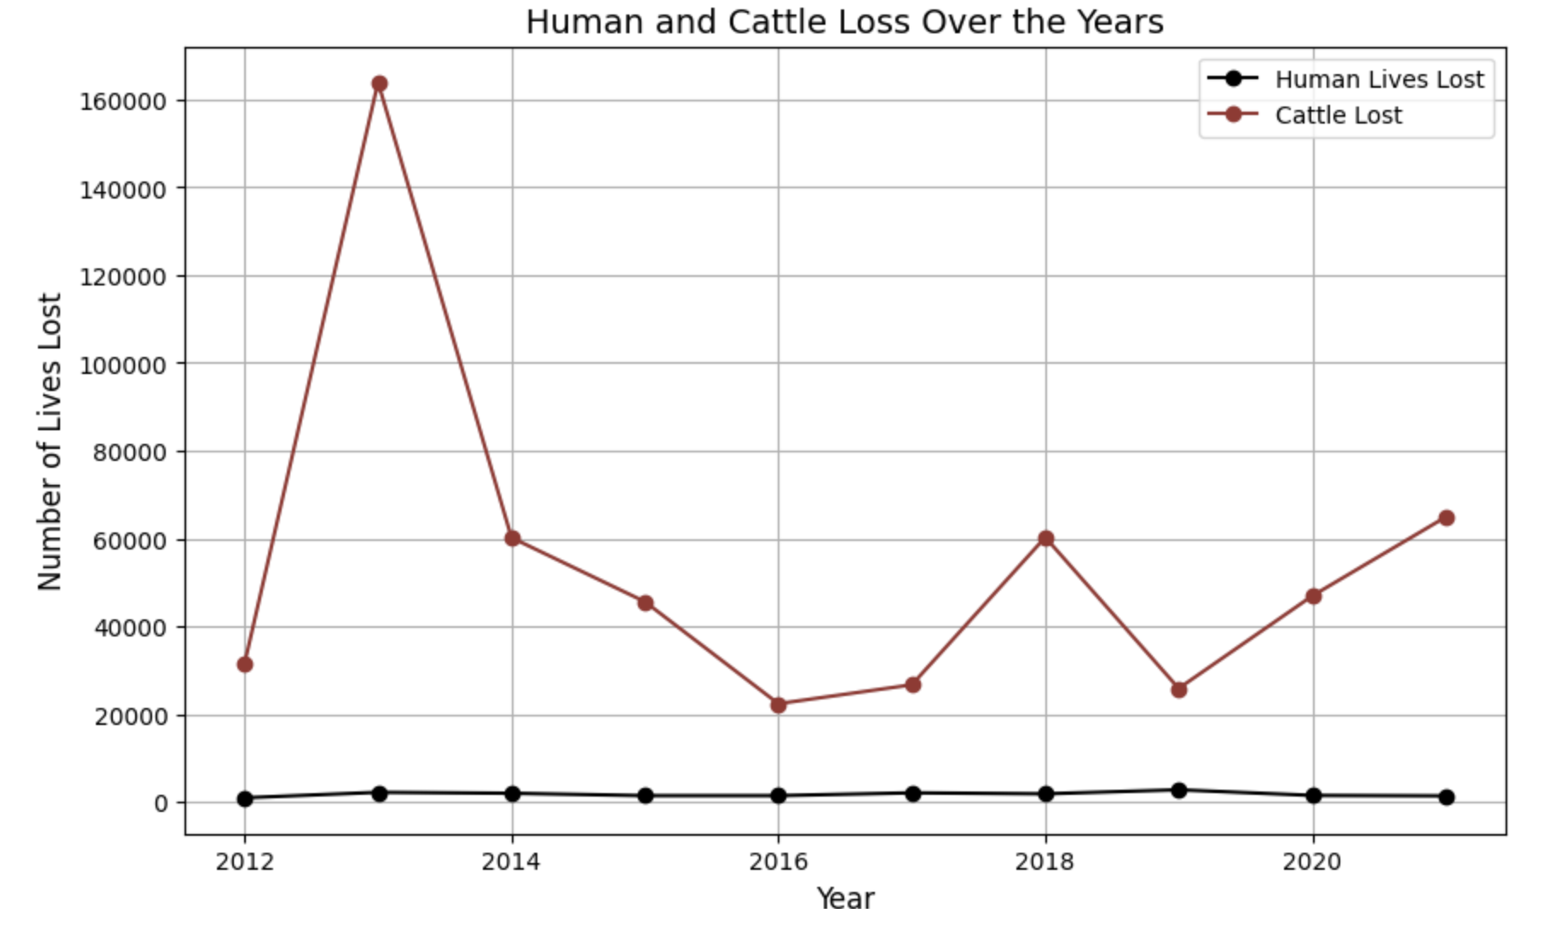 Human and Cattle Loss Over the Years
Human Lives Lost
Cattle Lost
160000
140000
120000
100000
80000
60000
40000
20000
0
Number of Lives Lost
2012
2014
2016
2018
2020
Year